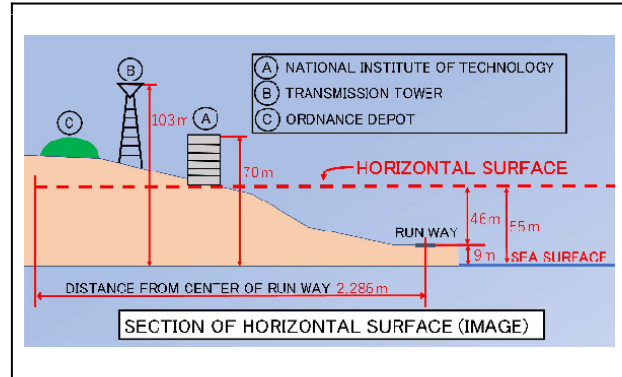 A NATIONAL INSTITUTE OF TECHNOLOGY
B TRANSMISSION TOWER
C ORDNANCE DEPOT
B
C
A
103m
70m
HORIZONTAL SURFACE
RUN WAY
46m
55m
9m
SEA SURFACE
DISTANCE FROM CENTER OF RUN WAY 2,286m
SECTION OF HORIZONTAL SURFACE (IMAGE)